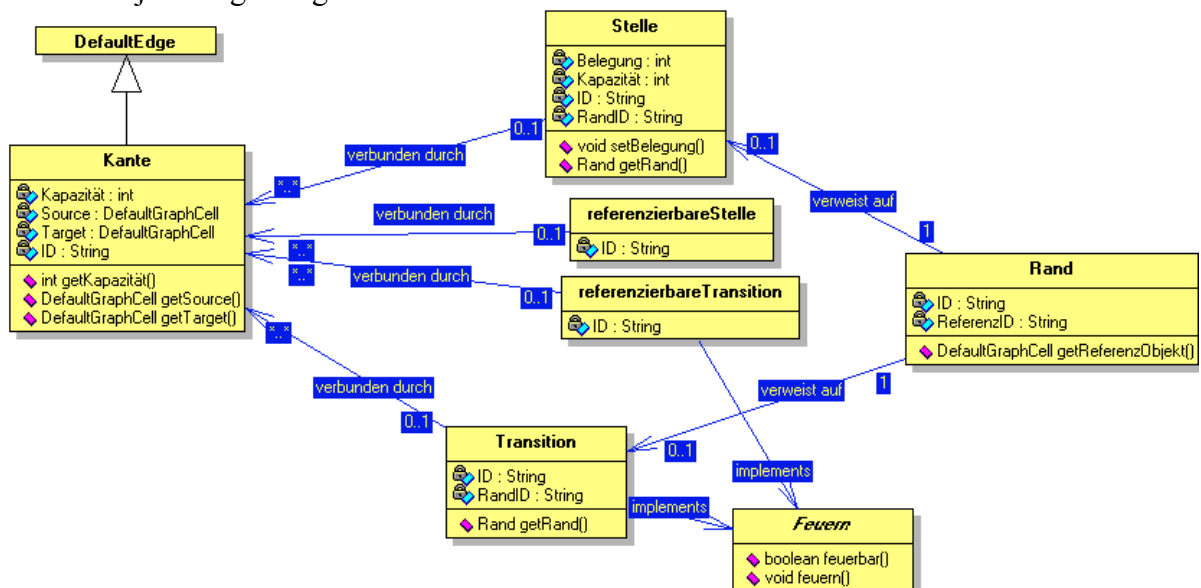 DefaultEdge
Stelle
Belegung : int
Kapazität : int
ID : String
RandID : String
void setBelegung()
Rand getRand()
0..1
0..1
verbunden durch
*..*
Kante
Kapazität : int
Source : DefaultGraphCell
Target : DefaultGraphCell
ID : String
int getKapazität()
DefaultGraphCell getSource()
DefaultGraphCell getTarget()
verbunden durch
*..*
0..1
referenzierbareStelle
ID : String
verweist auf
1
verbunden durch
*..*
0..1
referenzierbareTransition
ID : String
Rand
ID : String
ReferenzID : String
DefaultGraphCell getReferenzObjekt()
*..*
verbunden durch
0..1
verweist auf
1
0..1
Transition
ID : String
RandID : String
Rand getRand()
implements
implements
Feuern
boolean feuerbar()
void feuern()